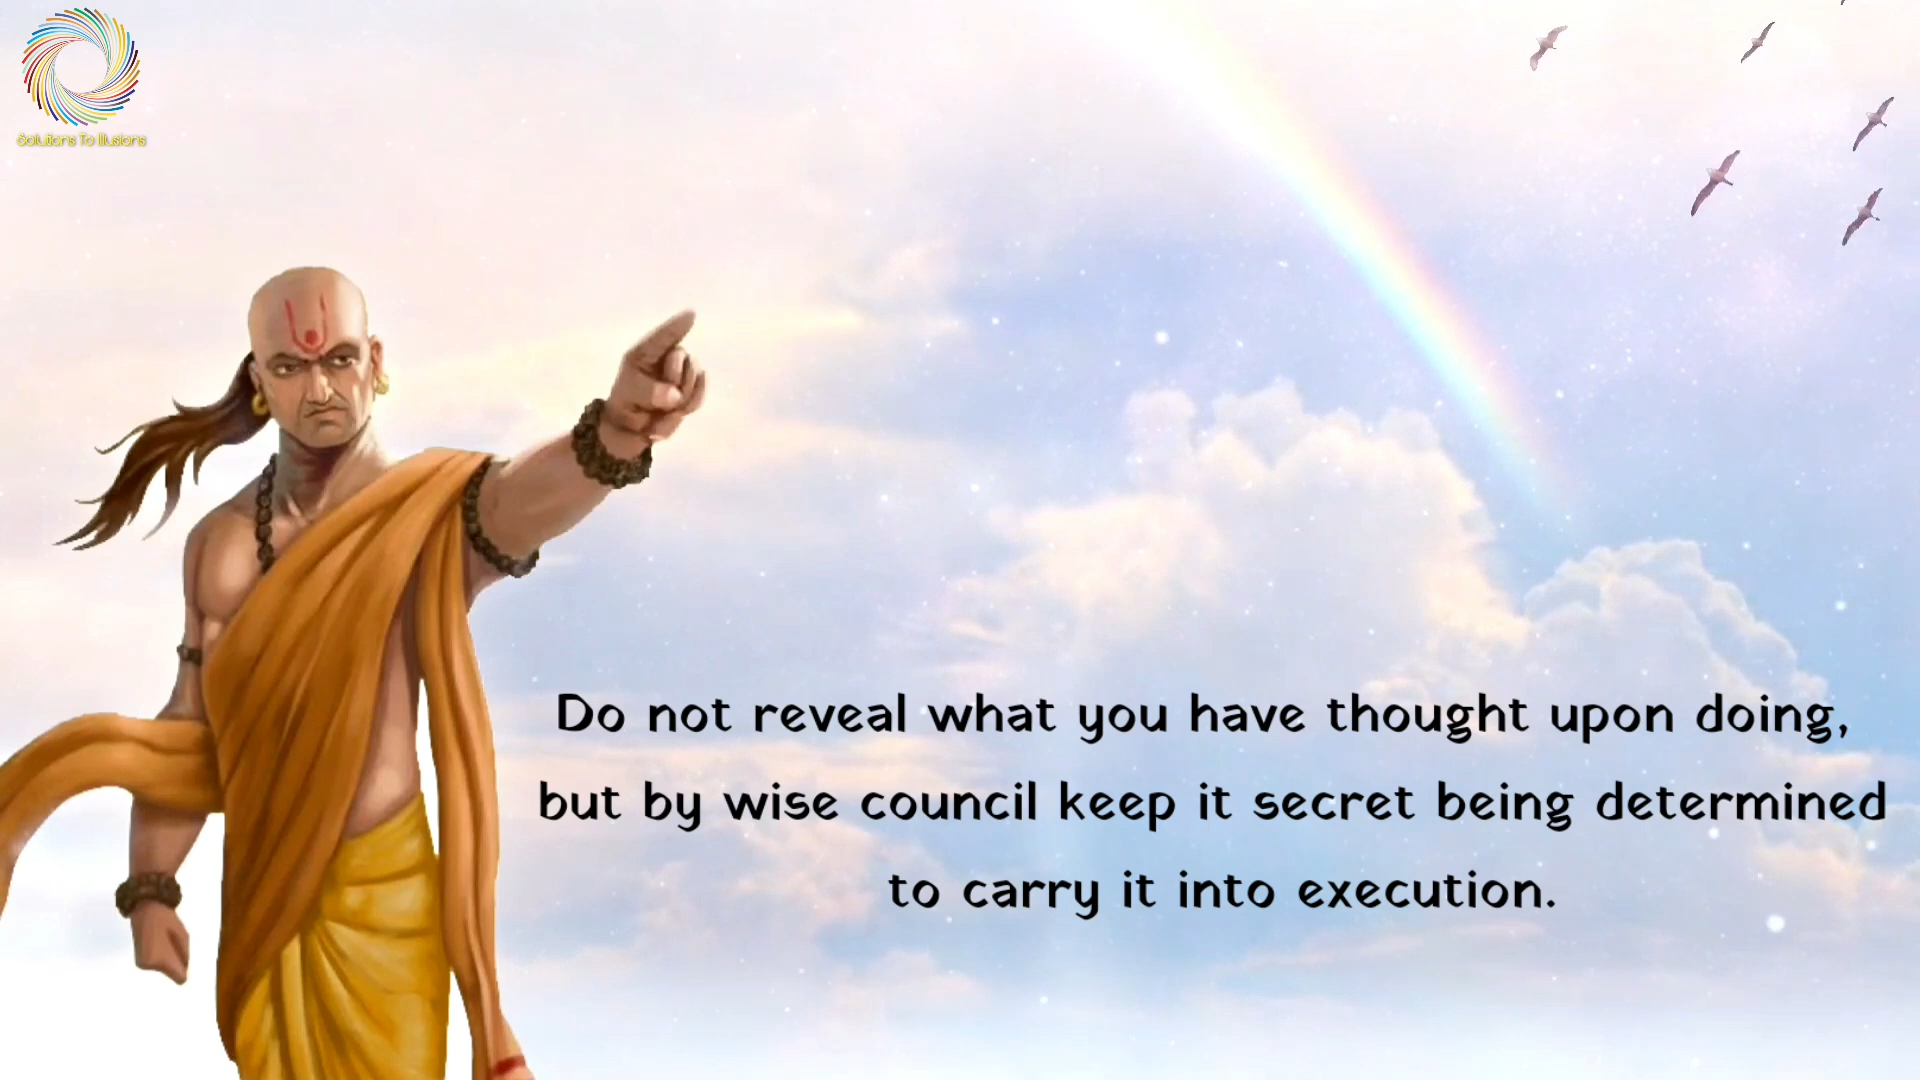 Solutions To Illusions
Do not reveal what you have thought upon doing,
but by wise council keep it secret being determined
to carry it into execution.